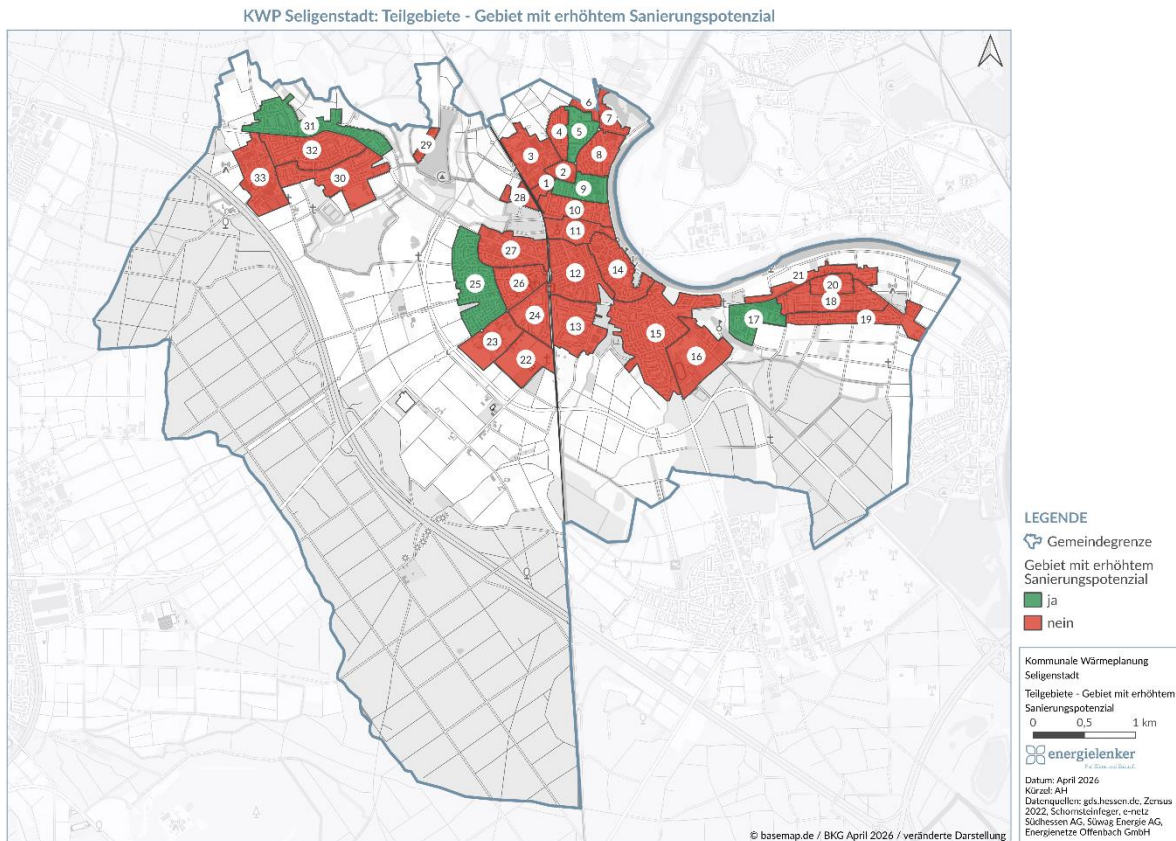 KWP Seligenstadt: Teilgebiete - Gebiet mit erhöhtem Sanierungspotenzial
6
7
4
5
31
29
3
8
32
2
33
30
1
9
28
10
11
27
14
21
12
20
25
26
18
17
19
24
13
15
23
22
16
LEGENDE
Gemeindegrenze
Gebiet mit erhöhtem
Sanierungspotenzial
ja
nein
Kommunale Wärmeplanung
Seligenstadt
Teilgebiete - Gebiet mit erhöhtem
Sanierungspotenzial
0 0,5 1 km
energielenker
Datum: April 2026
Kürzel: AH
Datenquellen: gds.hessen.de, Zensus
2022, Schornsteinfeger, e-netz
Südhessen AG, Süwag Energie AG,
Energienetze Offenbach GmbH
© basemap.de / BKG April 2026 / veränderte Darstellung